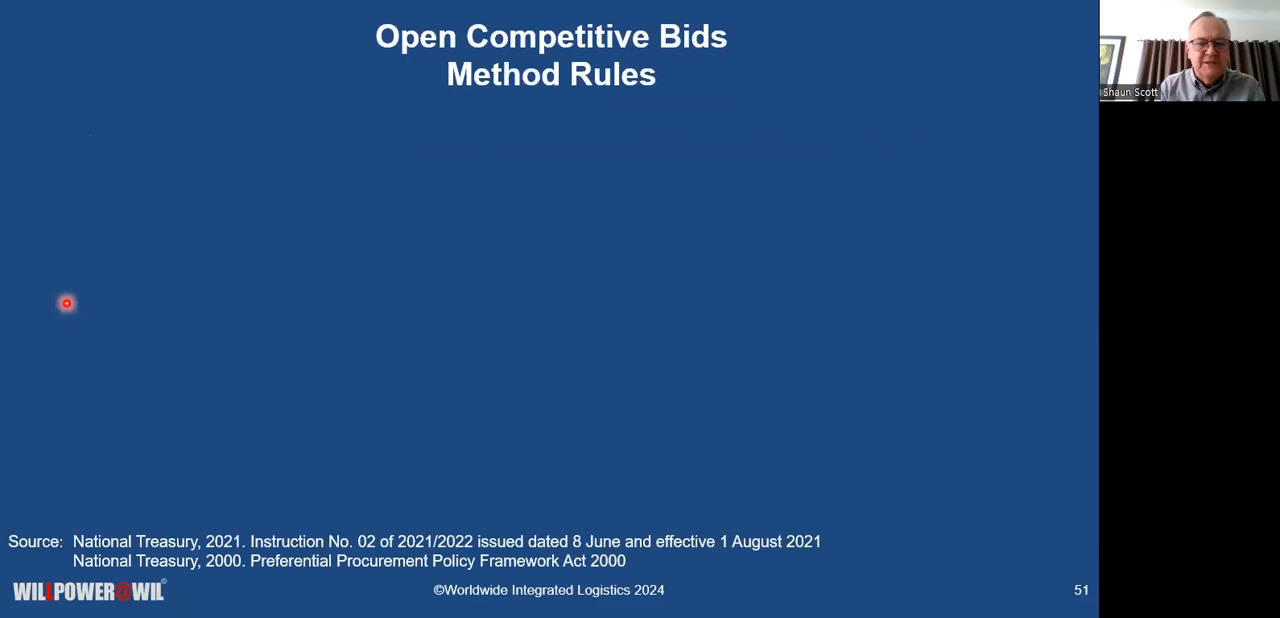 Open Competitive Bids
Method Rules
Shaun Scott
Source: National Treasury, 2021. Instruction No. 02 of 2021/2022 issued dated 8 June and effective 1 August 2021
National Treasury, 2000. Preferential Procurement Policy Framework Act 2000
WILLPOWER@WIL©
©Worldwide Integrated Logistics 2024
51